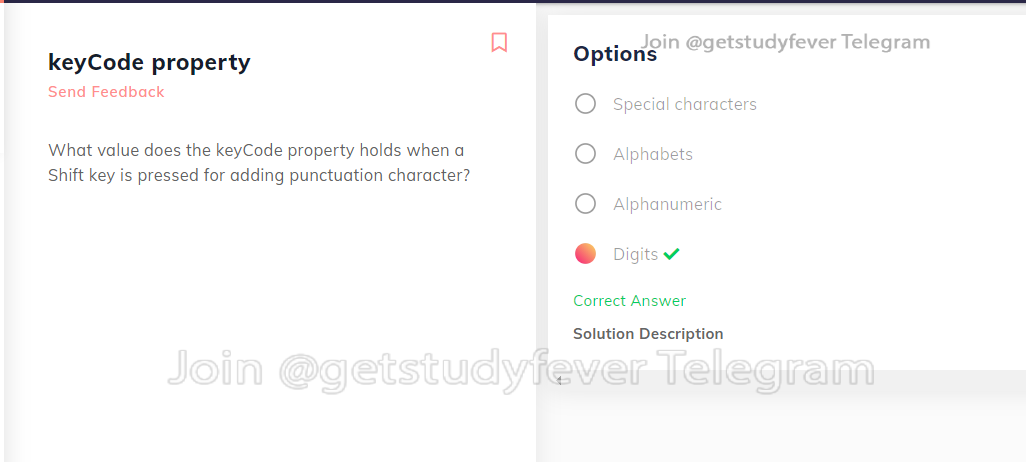 keyCode property
Send Feedback
What value does the keyCode property holds when a
Shift key is pressed for adding punctuation character?
Join @getstudyfever Telegram
Options
Special characters
Alphabets
Alphanumeric
Digits
Correct Answer
Solution Description
Join @getstudyfever Telegram